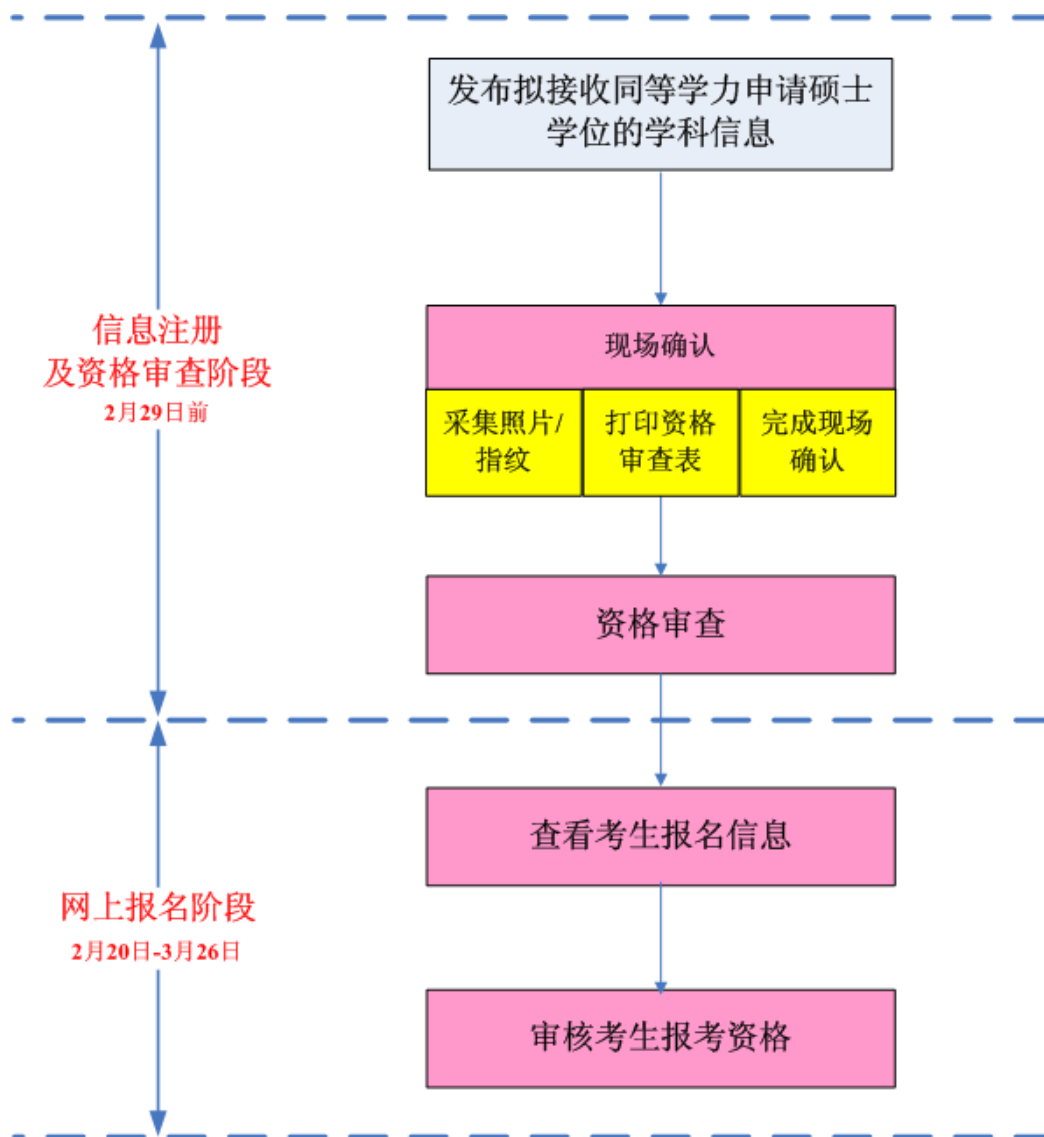 发布拟接收同等学力申请硕士
学位的学科信息
信息注册
及资格审查阶段
2月29日前
现场确认
采集照片/
指纹
打印资格
审查表
完成现场
确认
资格审查
查看考生报名信息
网上报名阶段
2月20日-3月26日
审核考生报考资格